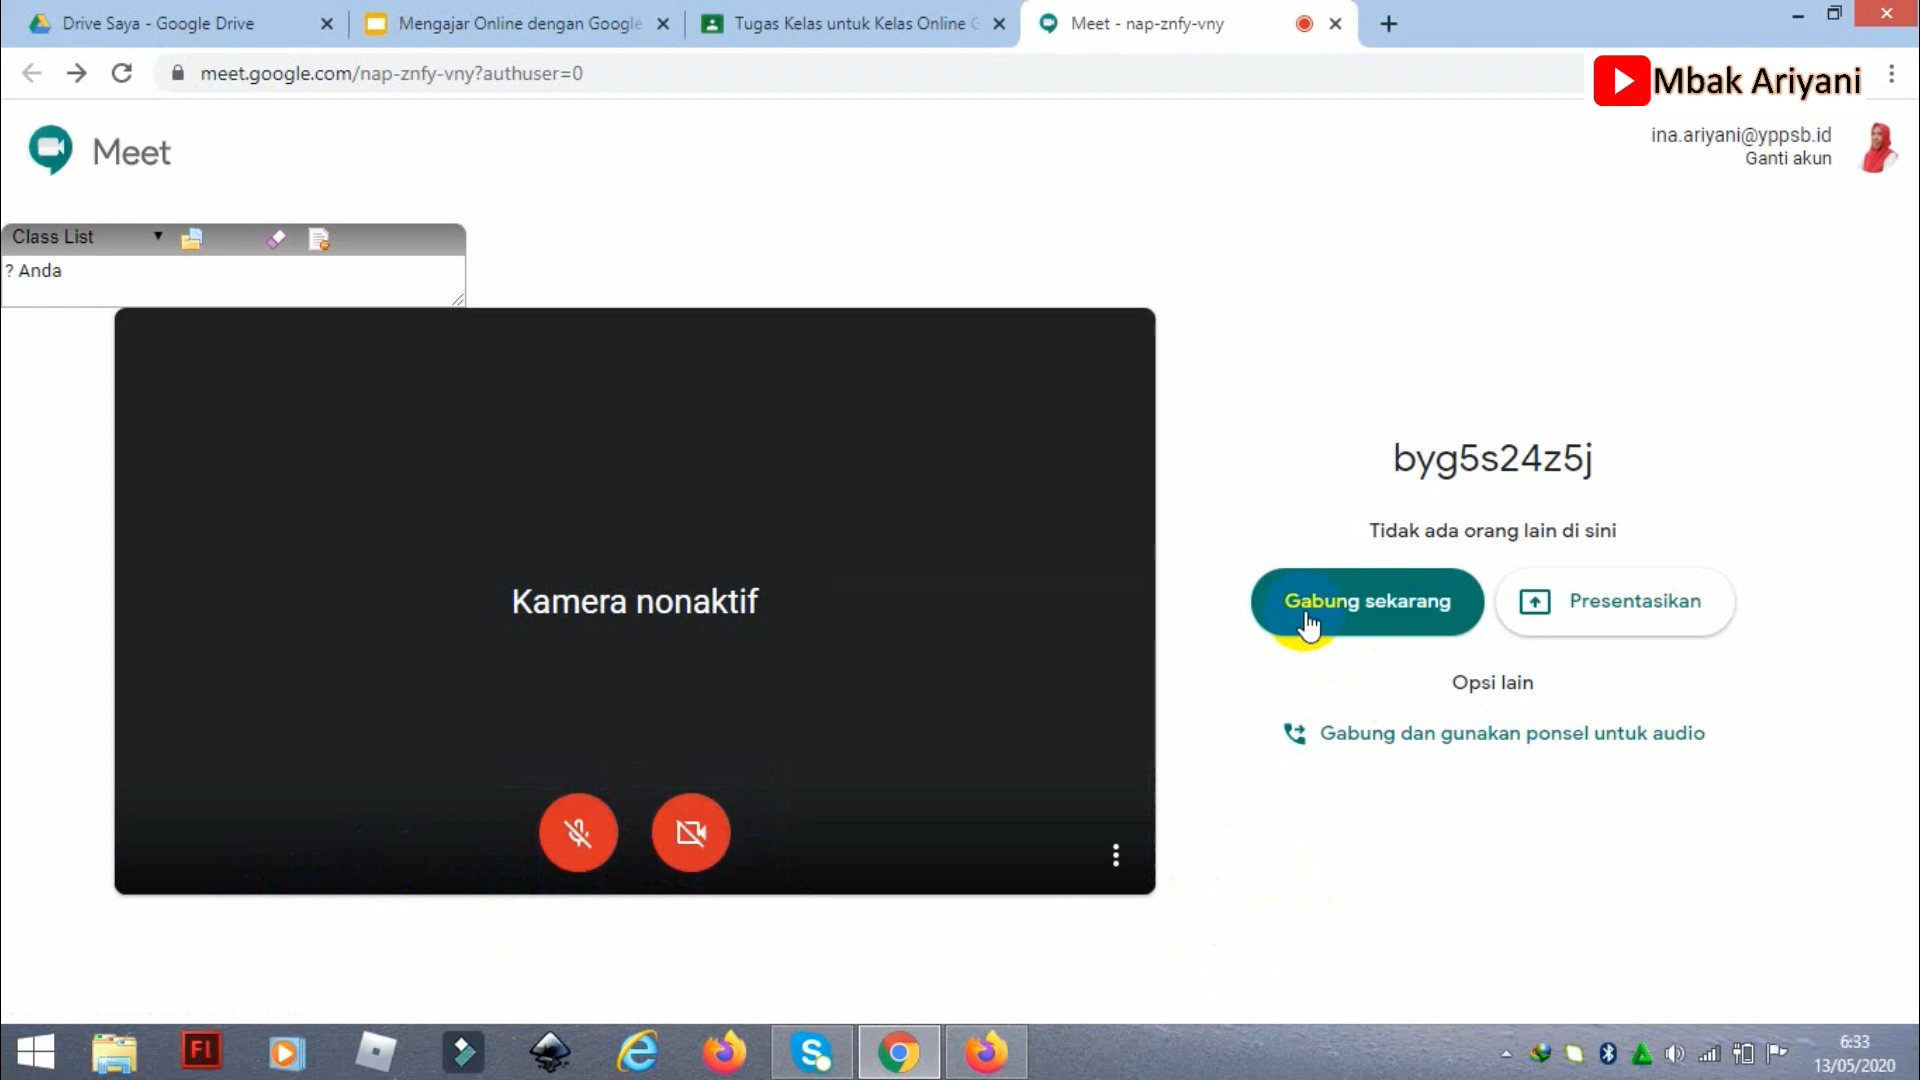 Drive Saya - Google Drive
Mengajar Online dengan Google
Tugas Kelas untuk Kelas Online G
Meet - nap-znfy-vny
meet.google.com/nap-znfy-vny?authuser=0
Mbak Ariyani
Meet
ina.ariyani@yppsb.id
Ganti akun
Class List
? Anda
Kamera nonaktif
byg5s24z5j
Tidak ada orang lain di sini
Gabung sekarang
Presentasikan
Opsi lain
Gabung dan gunakan ponsel untuk audio
Fl
6:33
13/05/2020